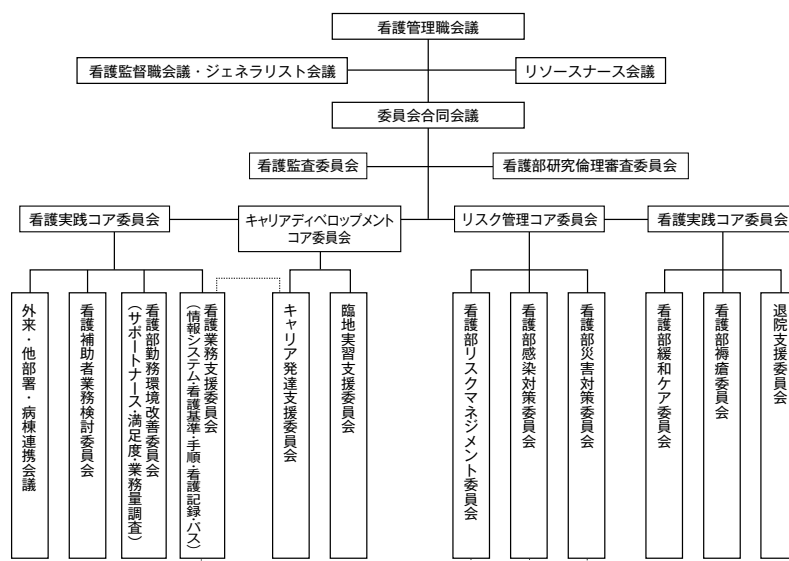 看護管理職会議
看護監督職会議・ジェネラリスト会議
リソースナース会議
委員会合同会議
看護監査委員会
看護部研究倫理審査委員会
看護実践コア委員会
キャリアディベロップメント
コア委員会
リスク管理コア委員会
看護実践コア委員会
外来・他部署・病棟連携会議
看護補助者業務検討委員会
看護部勤務環境改善委員会
（サポートナース・満足度・業務量調査）
看護業務支援委員会
（情報システム・看護基準・手順・看護記録・パス）
キャリア発達支援委員会
臨地実習支援委員会
看護部リスクマネジメント委員会
看護部感染対策委員会
看護部災害対策委員会
看護部緩和ケア委員会
看護部褥瘡委員会
退院支援委員会